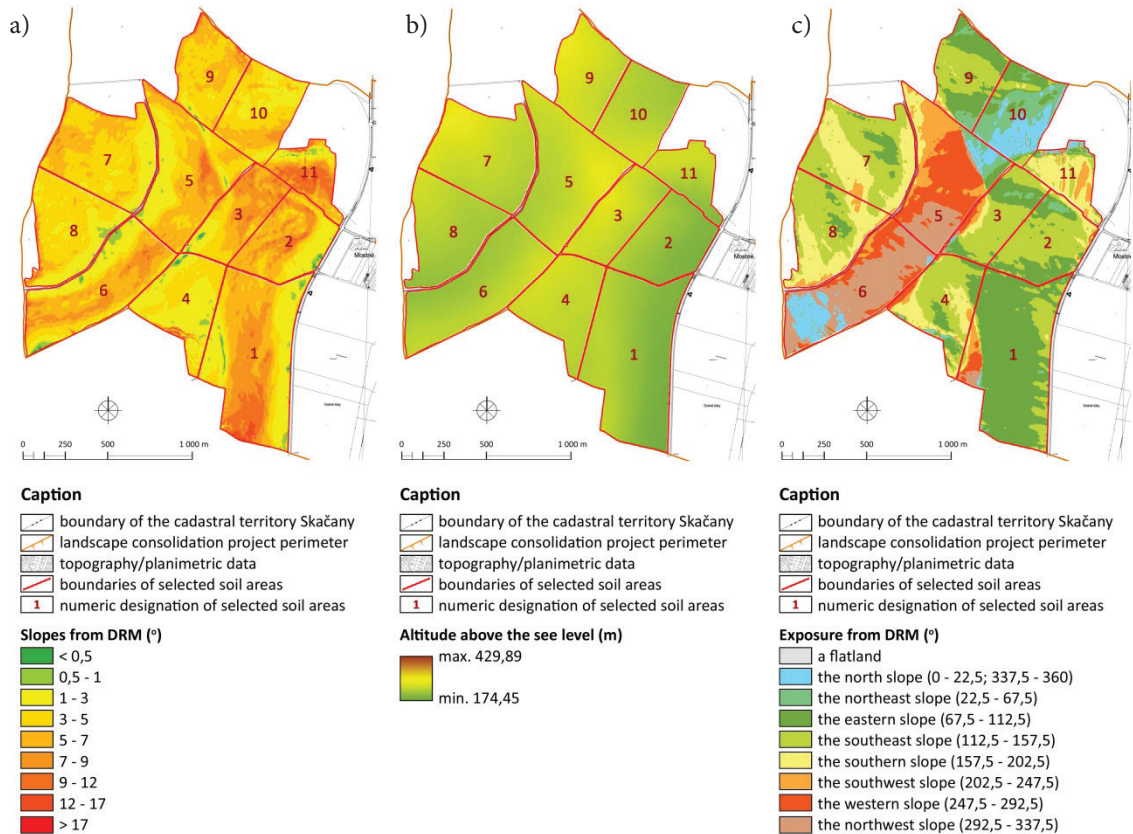 a)
9
10
11
7
5
3
2
8
6
4
1
Mostné
Dolné lúky
0 250 500 1 000 m
Caption
boundary of the cadastral territory Skačany
landscape consolidation project perimeter
topography/planimetric data
boundaries of selected soil areas
1 numeric designation of selected soil areas
Slopes from DRM (°)
< 0,5
0,5 - 1
1 - 3
3 - 5
5 - 7
7 - 9
9 - 12
12 - 17
> 17
b)
9
10
11
7
5
3
2
8
6
4
1
Mostné
Dolné lúky
0 250 500 1 000 m
Caption
boundary of the cadastral territory Skačany
landscape consolidation project perimeter
topography/planimetric data
boundaries of selected soil areas
1 numeric designation of selected soil areas
Altitude above the see level (m)
max. 429,89
min. 174,45
c)
9
10
11
7
5
3
2
8
6
4
1
Mostné
Dolné lúky
0 250 500 1 000 m
Caption
boundary of the cadastral territory Skačany
landscape consolidation project perimeter
topography/planimetric data
boundaries of selected soil areas
1 numeric designation of selected soil areas
Exposure from DRM (°)
a flatland
the north slope (0 - 22,5; 337,5 - 360)
the northeast slope (22,5 - 67,5)
the eastern slope (67,5 - 112,5)
the southeast slope (112,5 - 157,5)
the southern slope (157,5 - 202,5)
the southwest slope (202,5 - 247,5)
the western slope (247,5 - 292,5)
the northwest slope (292,5 - 337,5)